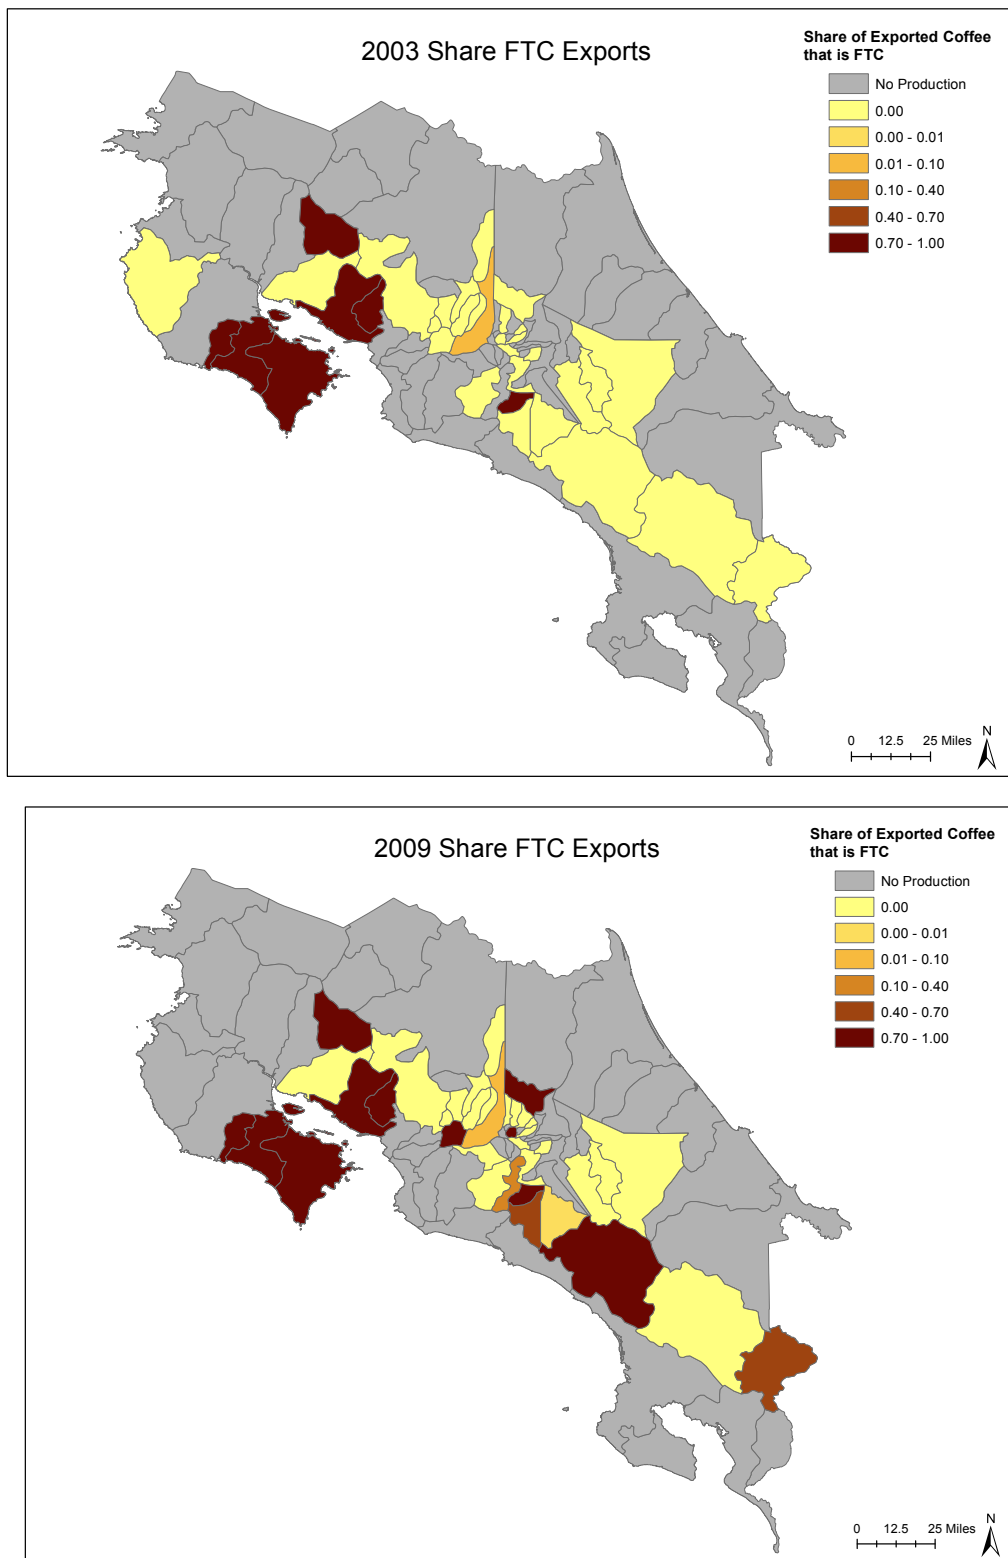 2003 Share FTC Exports
Share of Exported Coffee
that is FTC
No Production
0.00
0.00 - 0.01
0.01 - 0.10
0.10 - 0.40
0.40 - 0.70
0.70 - 1.00
N
0 12.5 25 Miles
2009 Share FTC Exports
Share of Exported Coffee
that is FTC
No Production
0.00
0.00 - 0.01
0.01 - 0.10
0.10 - 0.40
0.40 - 0.70
0.70 - 1.00
N
0 12.5 25 Miles